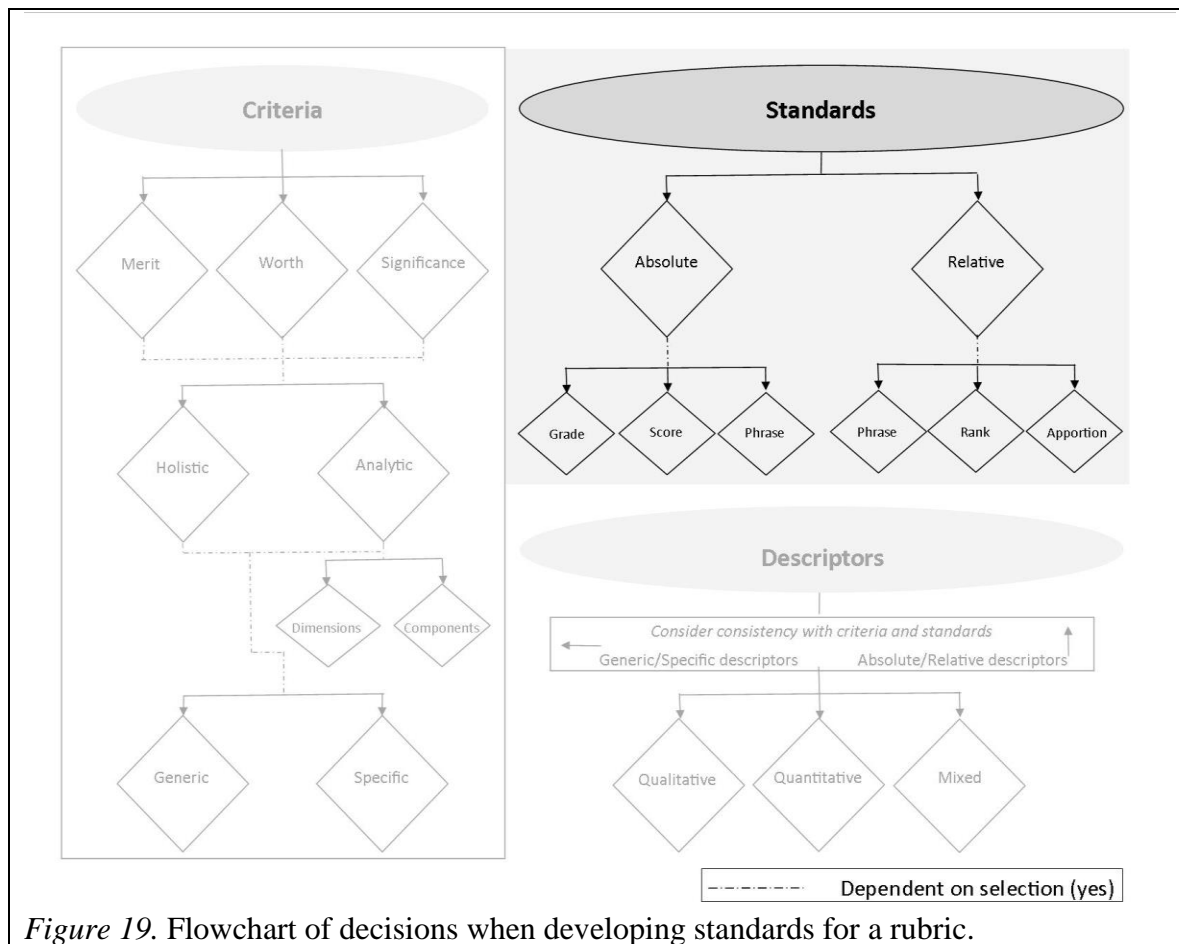 Criteria
Merit
Worth
Significance
Holistic
Analytic
Dimensions
Components
Generic
Specific
Standards
Absolute
Relative
Grade
Score
Phrase
Phrase
Rank
Apportion
Descriptors
Consider consistency with criteria and standards
Generic/Specific descriptors
Absolute/Relative descriptors
Qualitative
Quantitative
Mixed
Dependent on selection (yes)
Figure 19. Flowchart of decisions when developing standards for a rubric.